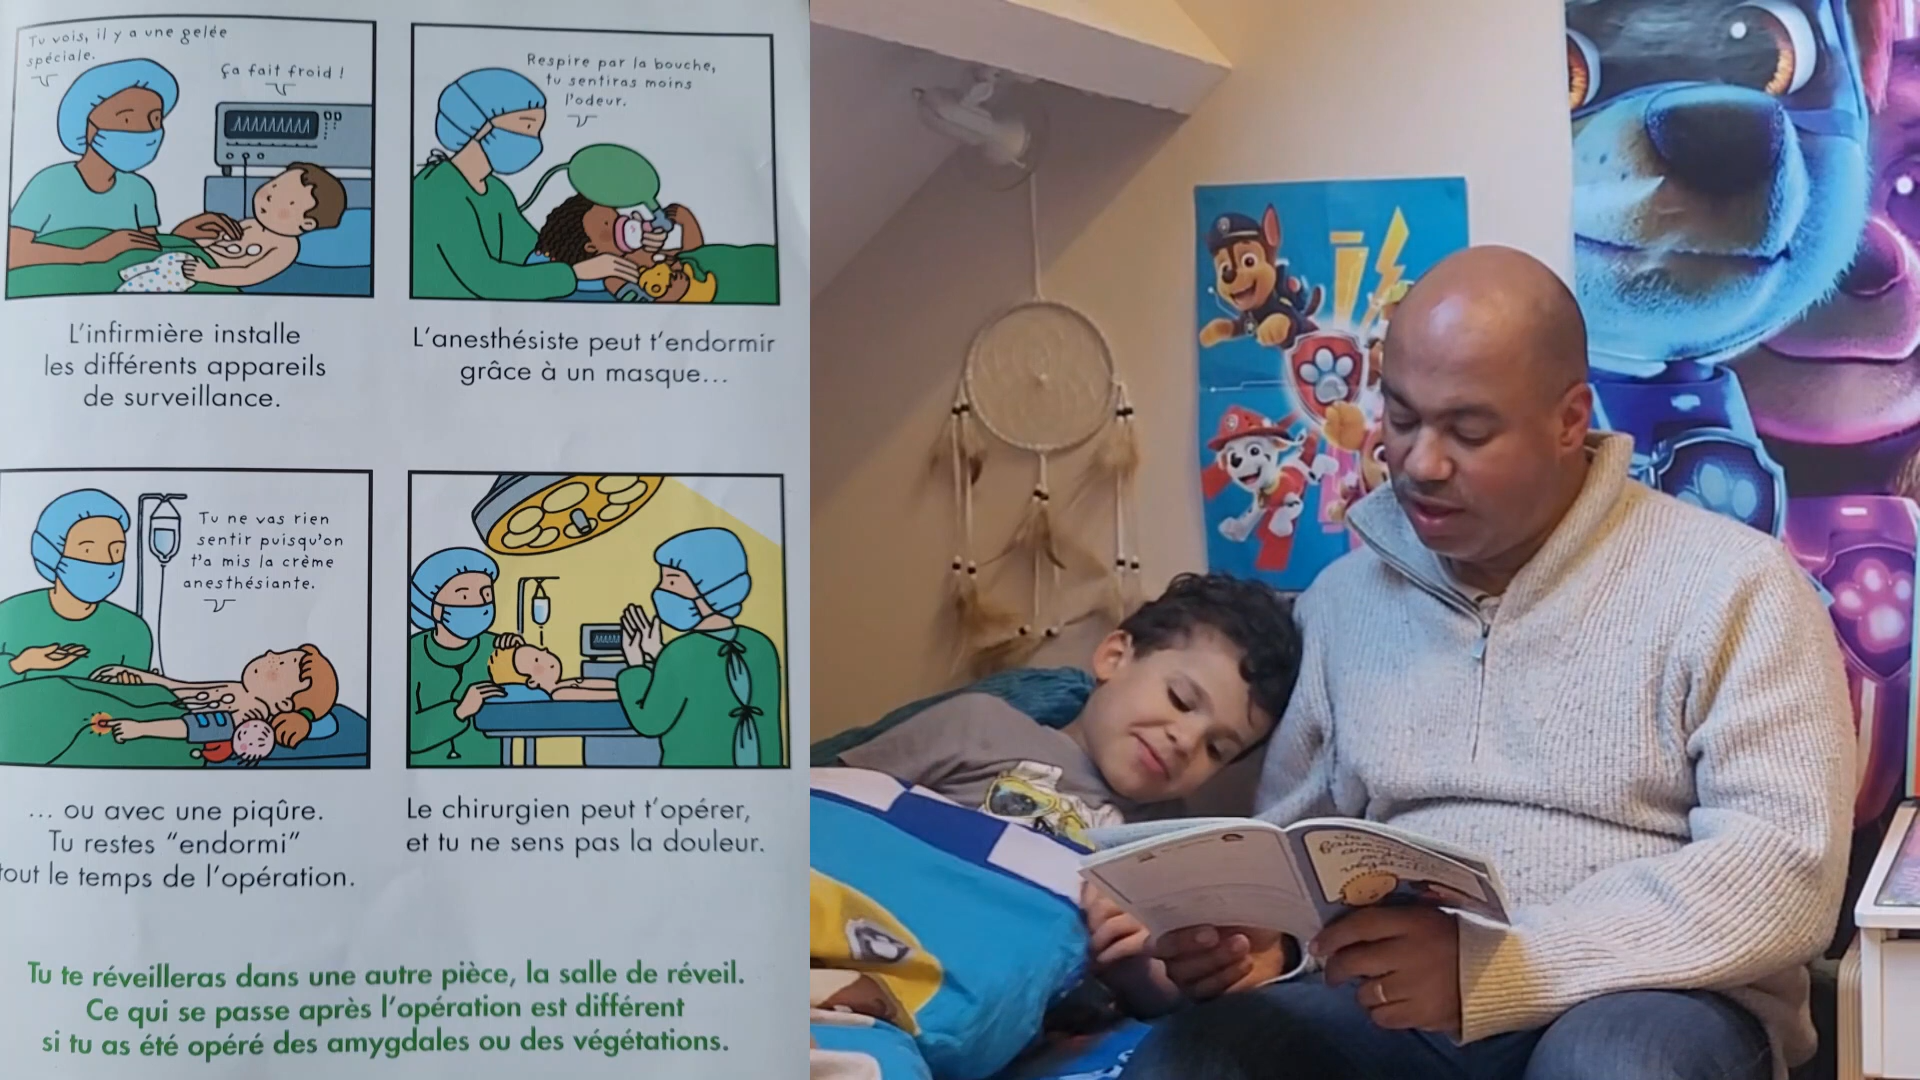 Tu vois, il y a une gelée
spéciale.
Ça fait froid !
Respire par la bouche,
tu sentiras moins
l'odeur.
L'infirmière installe
les différents appareils
de surveillance.
L'anesthésiste peut t'endormir
grâce à un masque...
Tu ne vas rien
sentir puisqu'on
t'a mis la crème
anesthésiante.
... ou avec une piqûre.
Tu restes "endormi"
tout le temps de l'opération.
Le chirurgien peut t'opérer,
et tu ne sens pas la douleur.
Tu te réveilleras dans une autre pièce, la salle de réveil.
Ce qui se passe après l'opération est différent
si tu as été opéré des amygdales ou des végétations.